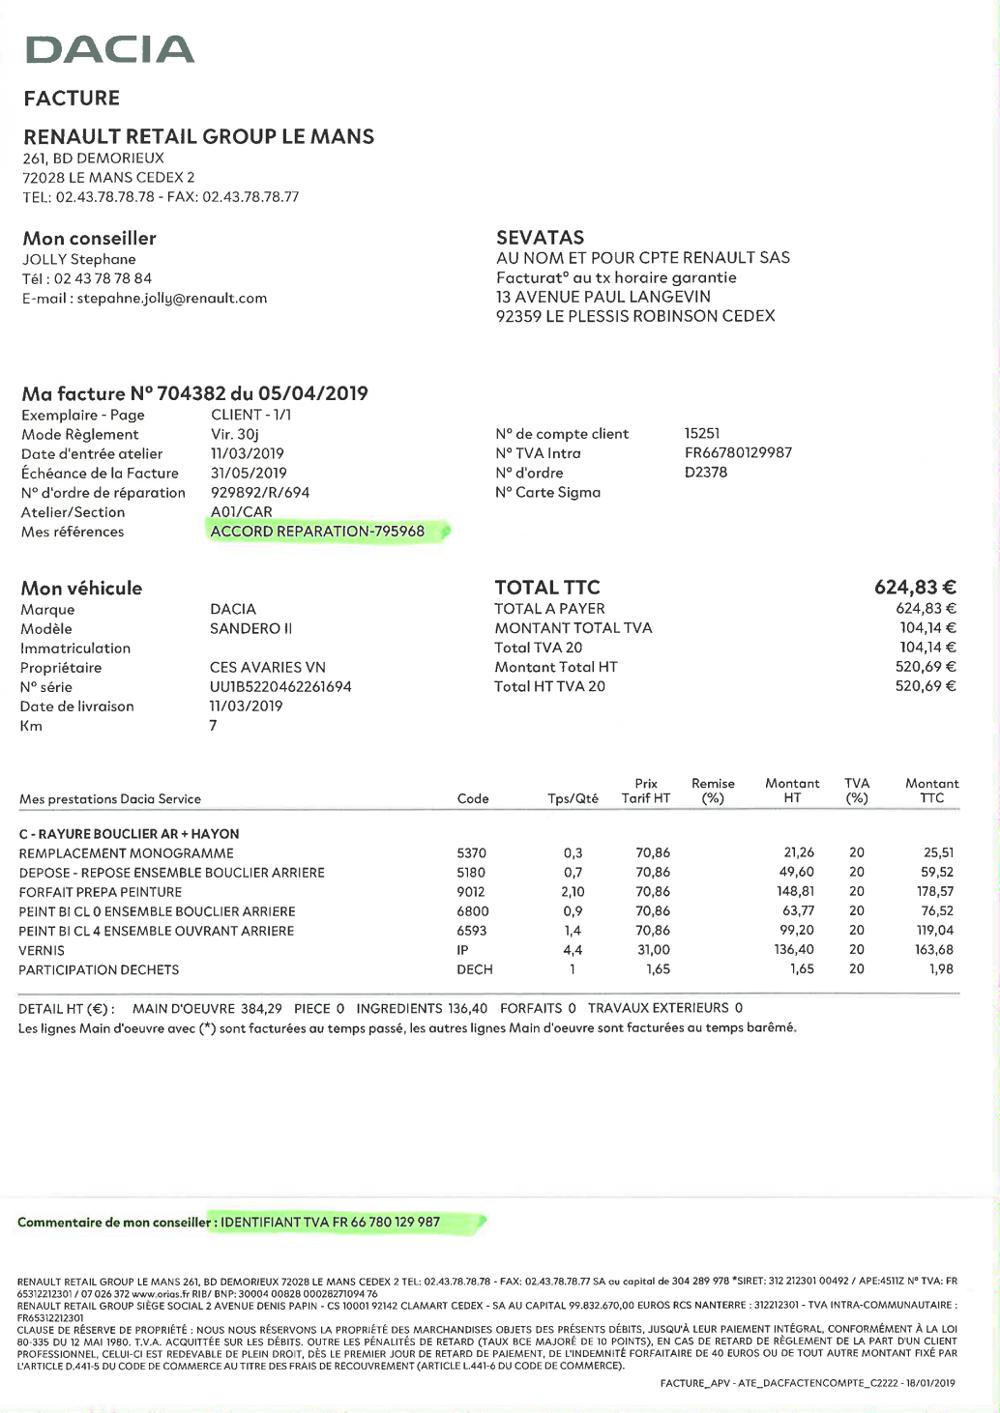 DACIA
FACTURE
RENAULT RETAIL GROUP LE MANS
261, BD DEMORIEUX
72028 LE MANS CEDEX 2
TEL: 02.43.78.78.78 - FAX: 02.43.78.78.77
Mon conseiller
JOLLY Stephane
Tél : 02 43 78 78 84
E-mail : stepahne.jolly@renault.com
SEVATAS
AU NOM ET POUR CPTE RENAULT SAS
Facturat° au tx horaire garantie
13 AVENUE PAUL LANGEVIN
92359 LE PLESSIS ROBINSON CEDEX
Ma facture N° 704382 du 05/04/2019
Exemplaire - Page CLIENT - 1/1
Mode Règlement Vir. 30j
Date d'entrée atelier 11/03/2019
Échéance de la Facture 31/05/2019
N° d'ordre de réparation 929892/R/694
Atelier/Section A01/CAR
Mes références ACCORD REPARATION-795968
N° de compte client 15251
N° TVA Intra FR66780129987
N° d'ordre D2378
N° Carte Sigma
Mon véhicule
Marque DACIA
Modèle SANDERO II
Immatriculation
Propriétaire CES AVARIES VN
N° série UU1B5220462261694
Date de livraison 11/03/2019
Km 7
TOTAL TTC 624,83 €
TOTAL A PAYER 624,83 €
MONTANT TOTAL TVA 104,14 €
Total TVA 20 104,14 €
Montant Total HT 520,69 €
Total HT TVA 20 520,69 €
Mes prestations Dacia Service Code Tps/Qté Prix Tarif HT Remise (%) Montant HT TVA (%) Montant TTC
C - RAYURE BOUCLIER AR + HAYON
REMPLACEMENT MONOGRAMME 5370 0,3 70,86 21,26 20 25,51
DEPOSE - REPOSE ENSEMBLE BOUCLIER ARRIERE 5180 0,7 70,86 49,60 20 59,52
FORFAIT PREPA PEINTURE 9012 2,10 70,86 148,81 20 178,57
PEINT BI CL 0 ENSEMBLE BOUCLIER ARRIERE 6800 0,9 70,86 63,77 20 76,52
PEINT BI CL 4 ENSEMBLE OUVRANT ARRIERE 6593 1,4 70,86 99,20 20 119,04
VERNIS IP 4,4 31,00 136,40 20 163,68
PARTICIPATION DECHETS DECH 1 1,65 1,65 20 1,98
DETAIL HT (€) : MAIN D'OEUVRE 384,29 PIECE 0 INGREDIENTS 136,40 FORFAITS 0 TRAVAUX EXTERIEURS 0
Les lignes Main d'oeuvre avec (*) sont facturées au temps passé, les autres lignes Main d'oeuvre sont facturées au temps barêmé.
Commentaire de mon conseiller : IDENTIFIANT TVA FR 66 780 129 987
RENAULT RETAIL GROUP LE MANS 261, BD DEMORIEUX 72028 LE MANS CEDEX 2 TEL: 02.43.78.78.78 - FAX: 02.43.78.78.77 SA au capital de 304 289 978 *SIRET: 312 212301 00492 / APE:4511Z N° TVA: FR
65312212301 / 07 026 372 www.orias.fr RIB/ BNP: 30004 00828 00028271094 76
RENAULT RETAIL GROUP SIÈGE SOCIAL 2 AVENUE DENIS PAPIN - CS 10001 92142 CLAMART CEDEX - SA AU CAPITAL 99.832.670,00 EUROS RCS NANTERRE : 312212301 - TVA INTRA-COMMUNAUTAIRE :
FR65312212301
CLAUSE DE RÉSERVE DE PROPRIÉTÉ : NOUS NOUS RÉSERVONS LA PROPRIÉTÉ DES MARCHANDISES OBJETS DES PRÉSENTS DÉBITS, JUSQU'À LEUR PAIEMENT INTÉGRAL, CONFORMÉMENT À LA LOI
80-335 DU 12 MAI 1980. T.V.A. ACQUITTÉE SUR LES DÉBITS. OUTRE LES PÉNALITÉS DE RETARD (TAUX BCE MAJORÉ DE 10 POINTS), EN CAS DE RETARD DE RÈGLEMENT DE LA PART D'UN CLIENT
PROFESSIONNEL, CELUI-CI EST REDEVABLE DE PLEIN DROIT, DÈS LE PREMIER JOUR DE RETARD DE PAIEMENT, DE L'INDEMNITÉ FORFAITAIRE DE 40 EUROS OU DE TOUT AUTRE MONTANT FIXÉ PAR
L'ARTICLE D.441-5 DU CODE DE COMMERCE AU TITRE DES FRAIS DE RECOUVREMENT (ARTICLE L.441-6 DU CODE DE COMMERCE).
FACTURE_APV - ATE_DACFACTENCOMPTE_C2222 - 18/01/2019